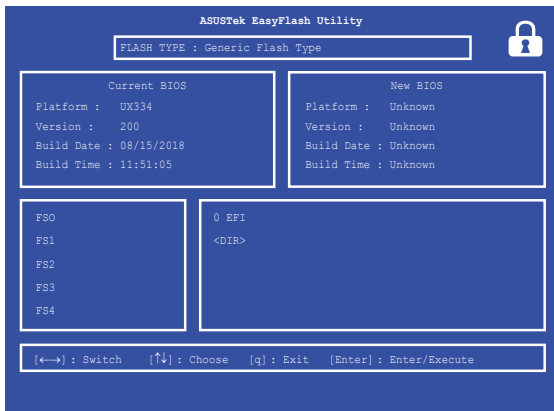 ASUSTek EasyFlash Utility
FLASH TYPE : Generic Flash Type
Current BIOS
Platform : UX334
Version : 200
Build Date : 08/15/2018
Build Time : 11:51:05
New BIOS
Platform : Unknown
Version : Unknown
Build Date : Unknown
Build Time : Unknown
FSO
FS1
FS2
FS3
FS4
0 EFI
<DIR>
[←→] : Switch [↑↓] : Choose [q] : Exit [Enter] : Enter/Execute